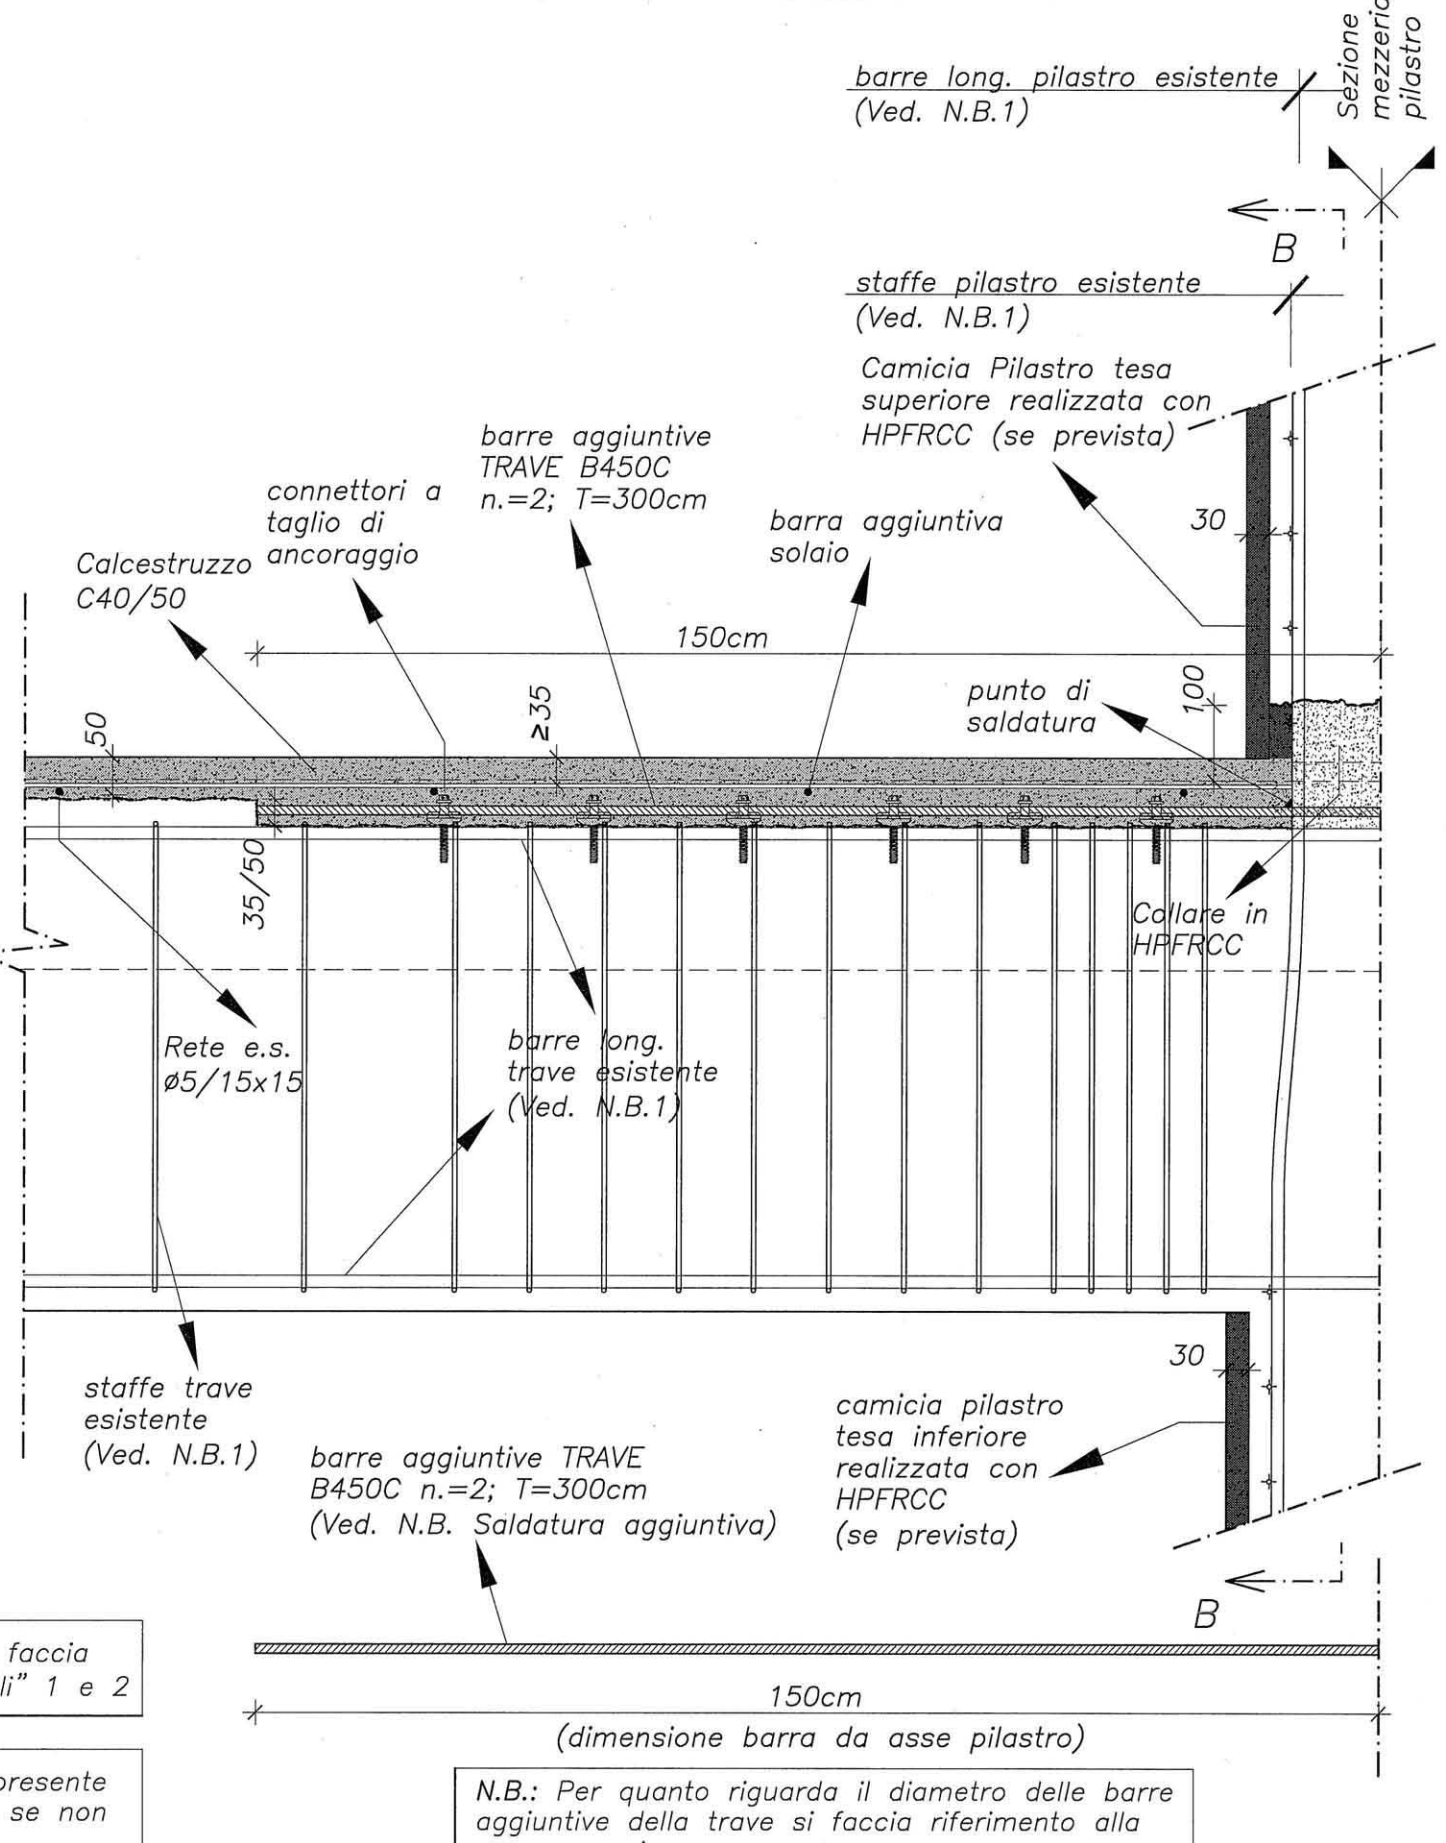 Sezione
mezzeria
pilastro
barre long. pilastro esistente
(Ved. N.B.1)
B
staffe pilastro esistente
(Ved. N.B.1)
Camicia Pilastro tesa
superiore realizzata con
HPFRCC (se prevista)
barre aggiuntive
TRAVE B450C
n.=2; T=300cm
connettori a
taglio di
ancoraggio
barra aggiuntiva
solaio
30
Calcestruzzo
C40/50
150cm
punto di
saldatura
100
50
≥35
35/50
Collare in
HPFRCC
Rete e.s.
ø5/15x15
barre long.
trave esistente
(Ved. N.B.1)
30
staffe trave
esistente
(Ved. N.B.1)
camicia pilastro
tesa inferiore
realizzata con
HPFRCC
(se prevista)
barre aggiuntive TRAVE
B450C n.=2; T=300cm
(Ved. N.B. Saldatura aggiuntiva)
B
faccia
li" 1 e 2
150cm
(dimensione barra da asse pilastro)
presente
se non
N.B.: Per quanto riguarda il diametro delle barre
aggiuntive della trave si faccia riferimento alla